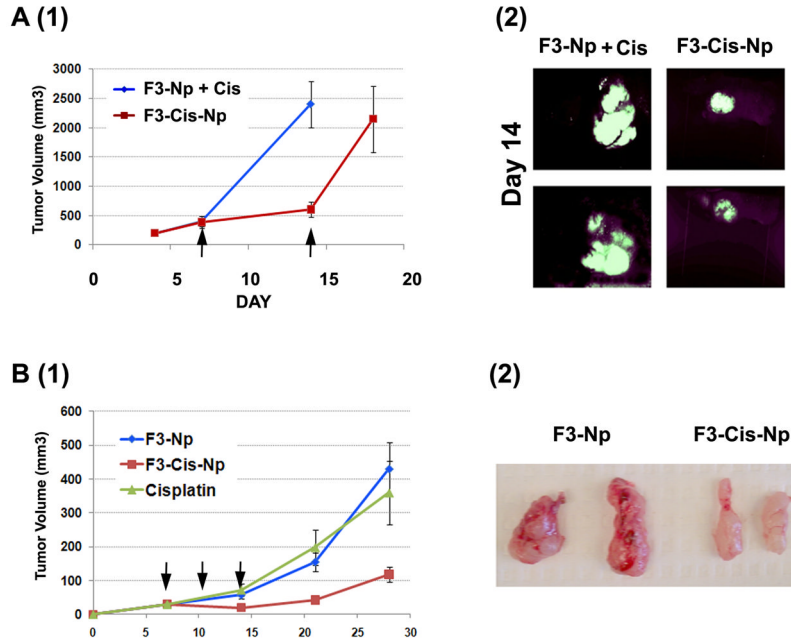 A (1)
Tumor Volume (mm3)
3000
2500
2000
1500
1000
500
0
F3-Np + Cis
F3-Cis-Np
0 5 10 15 20
DAY
(2)
F3-Np + Cis F3-Cis-Np
Day 14
B (1)
Tumor Volume (mm3)
600
500
400
300
200
100
0
F3-Np
F3-Cis-Np
Cisplatin
0 5 10 15 20 25 30
(2)
F3-Np F3-Cis-Np